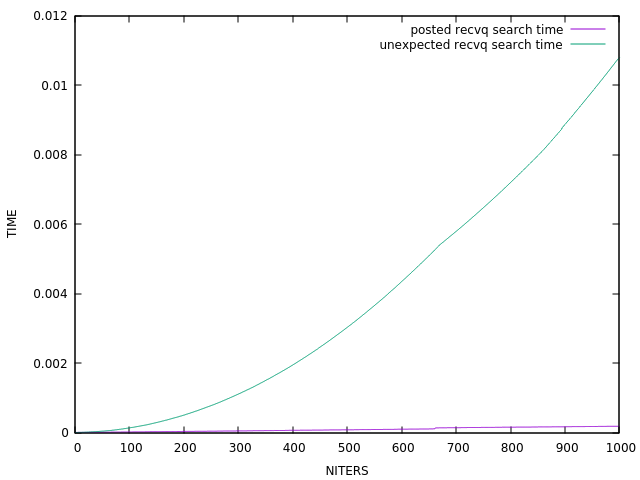 0.012
posted recvq search time
unexpected recvq search time
0.01
0.008
0.006
TIME
0.004
0.002
0
0 100 200 300 400 500 600 700 800 900 1000
NITERS